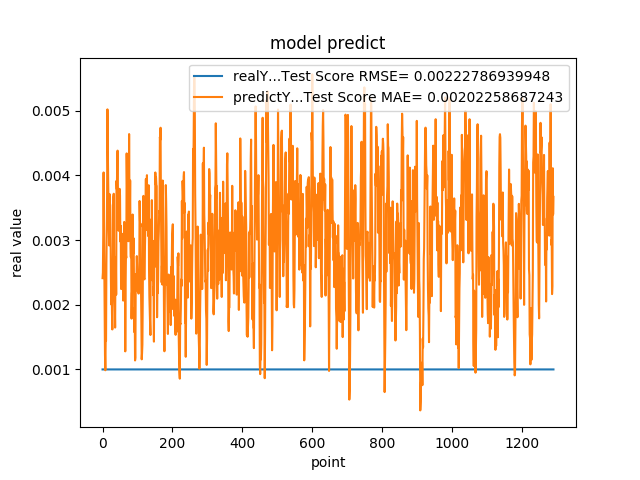 model predict
realY...Test Score RMSE= 0.00222786939948
predictY...Test Score MAE= 0.00202258687243
0.005
0.004
0.003
0.002
0.001
real value
0 200 400 600 800 1000 1200
point